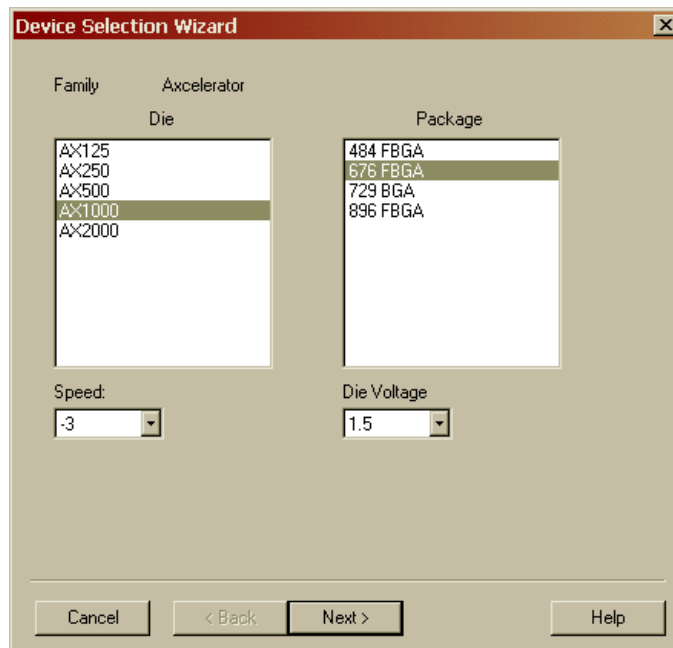 Device Selection Wizard
Family Axcelerator
Die
AX125
AX250
AX500
AX1000
AX2000
Package
484 FBGA
676 FBGA
729 BGA
896 FBGA
Speed:
-3
Die Voltage
1.5
Cancel
< Back
Next >
Help